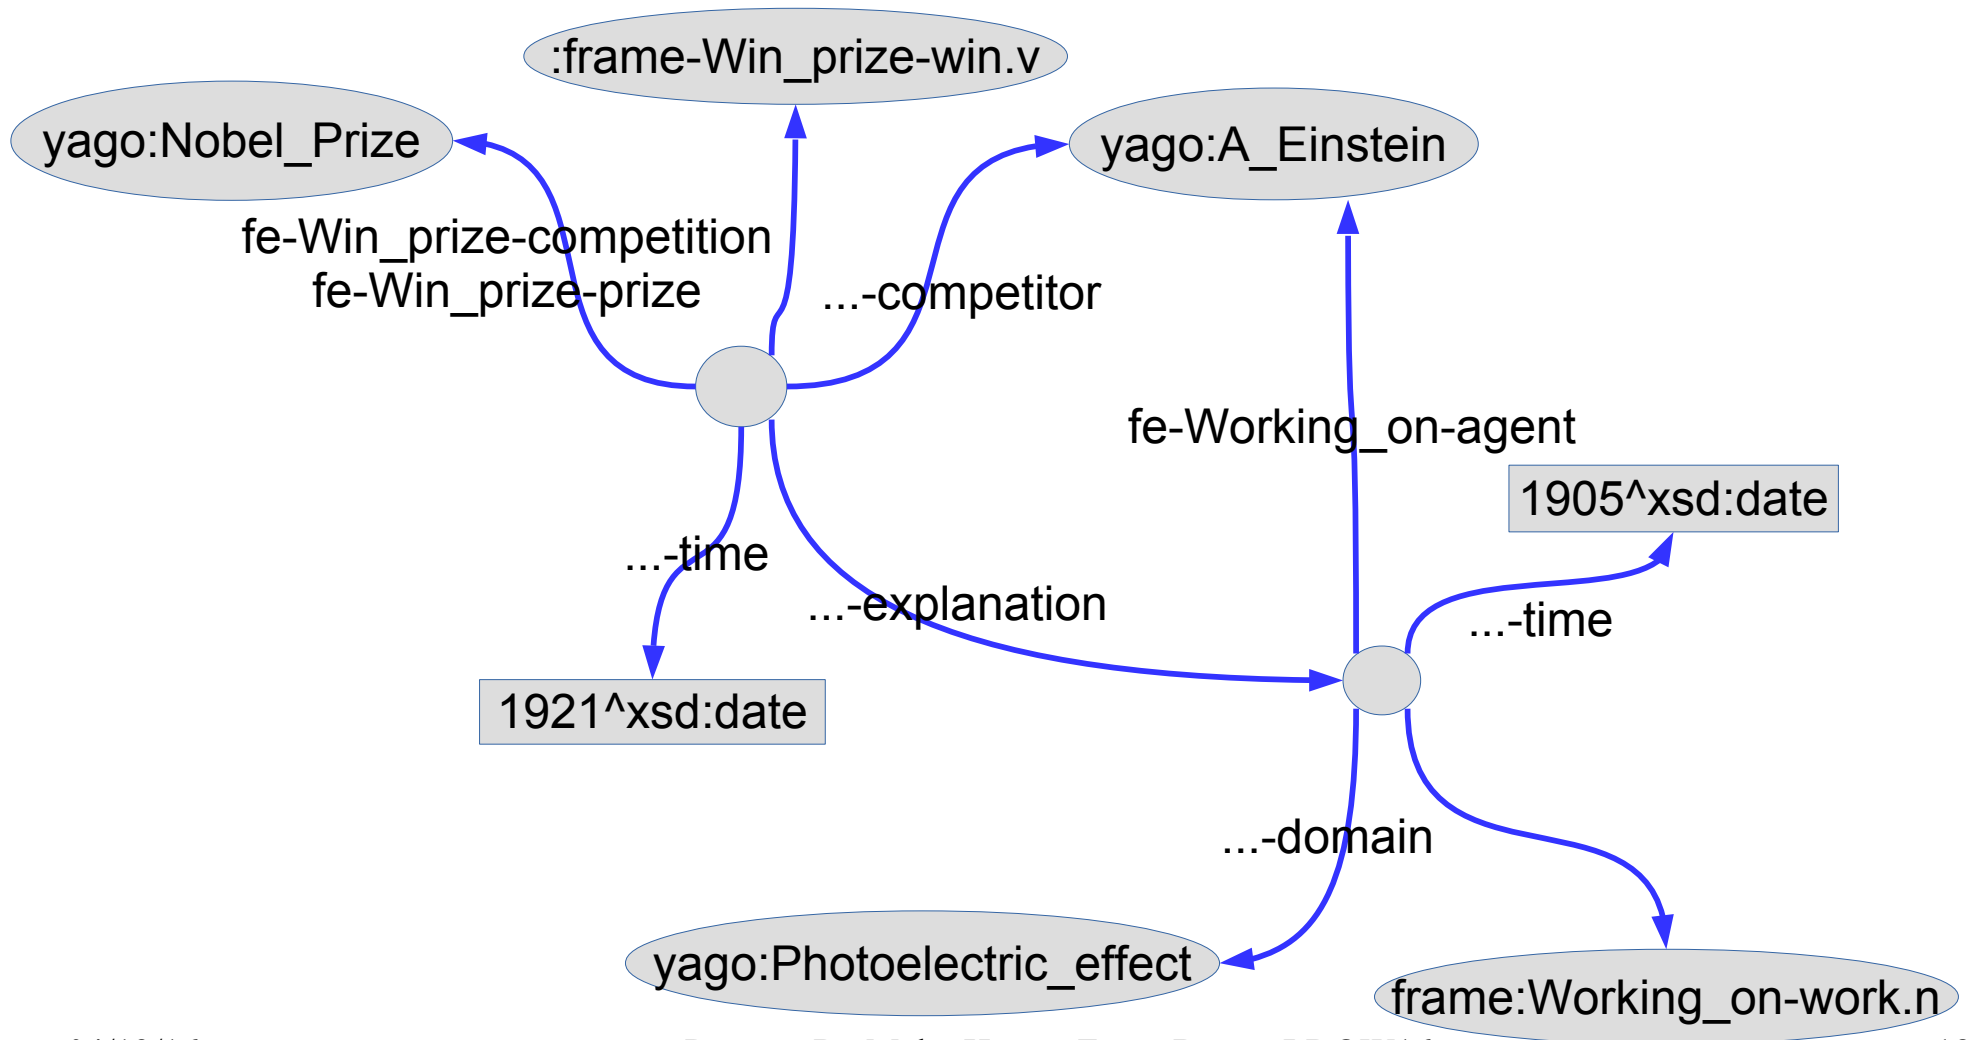 :frame-Win_prize-win.v
yago:Nobel_Prize
yago:A_Einstein
fe-Win_prize-competition
fe-Win_prize-prize
...-competitor
fe-Working_on-agent
1905^xsd:date
...-time
...-explanation
...-time
1921^xsd:date
...-domain
yago:Photoelectric_effect
frame:Working_on-work.n